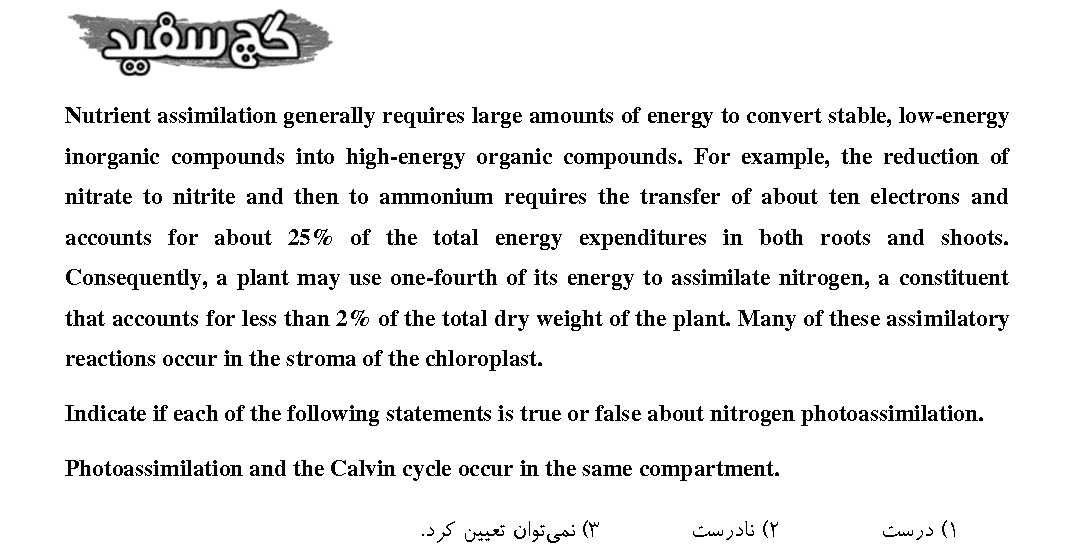 گچ سفید
Nutrient assimilation generally requires large amounts of energy to convert stable, low-energy
inorganic compounds into high-energy organic compounds. For example, the reduction of
nitrate to nitrite and then to ammonium requires the transfer of about ten electrons and
accounts for about 25% of the total energy expenditures in both roots and shoots.
Consequently, a plant may use one-fourth of its energy to assimilate nitrogen, a constituent
that accounts for less than 2% of the total dry weight of the plant. Many of these assimilatory
reactions occur in the stroma of the chloroplast.
Indicate if each of the following statements is true or false about nitrogen photoassimilation.
Photoassimilation and the Calvin cycle occur in the same compartment.
۱) درست ۲) نادرست ۳) نمی‌توان تعیین کرد.